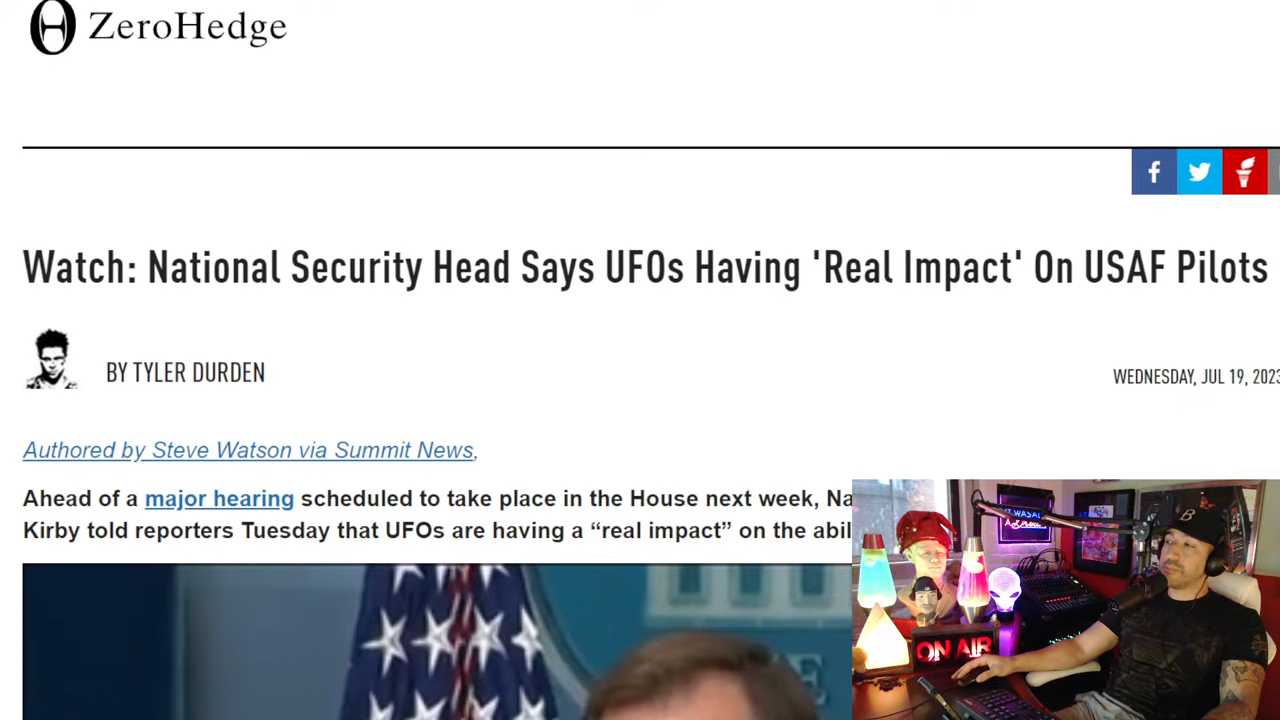 ZeroHedge
Watch: National Security Head Says UFOs Having 'Real Impact' On USAF Pilots
BY TYLER DURDEN
WEDNESDAY, JUL 19, 2023
Authored by Steve Watson via Summit News,
Ahead of a major hearing scheduled to take place in the House next week, Na
Kirby told reporters Tuesday that UFOs are having a “real impact” on the abil
ON AIR
B